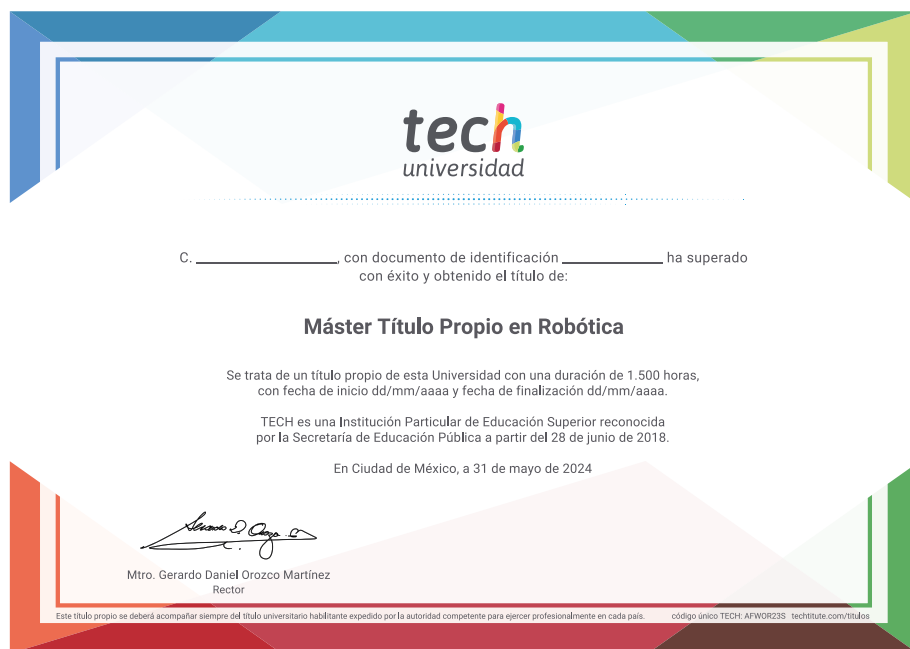 tech
universidad
C. ____________________, con documento de identificación ______________ ha superado
con éxito y obtenido el título de:
Máster Título Propio en Robótica
Se trata de un título propio de esta Universidad con una duración de 1.500 horas,
con fecha de inicio dd/mm/aaaa y fecha de finalización dd/mm/aaaa.
TECH es una Institución Particular de Educación Superior reconocida
por la Secretaría de Educación Pública a partir del 28 de junio de 2018.
En Ciudad de México, a 31 de mayo de 2024
Mtro. Gerardo Daniel Orozco Martínez
Rector
Este título propio se deberá acompañar siempre del título universitario habilitante expedido por la autoridad competente para ejercer profesionalmente en cada país. código único TECH: AFWOR23S techtitute.com/titulos